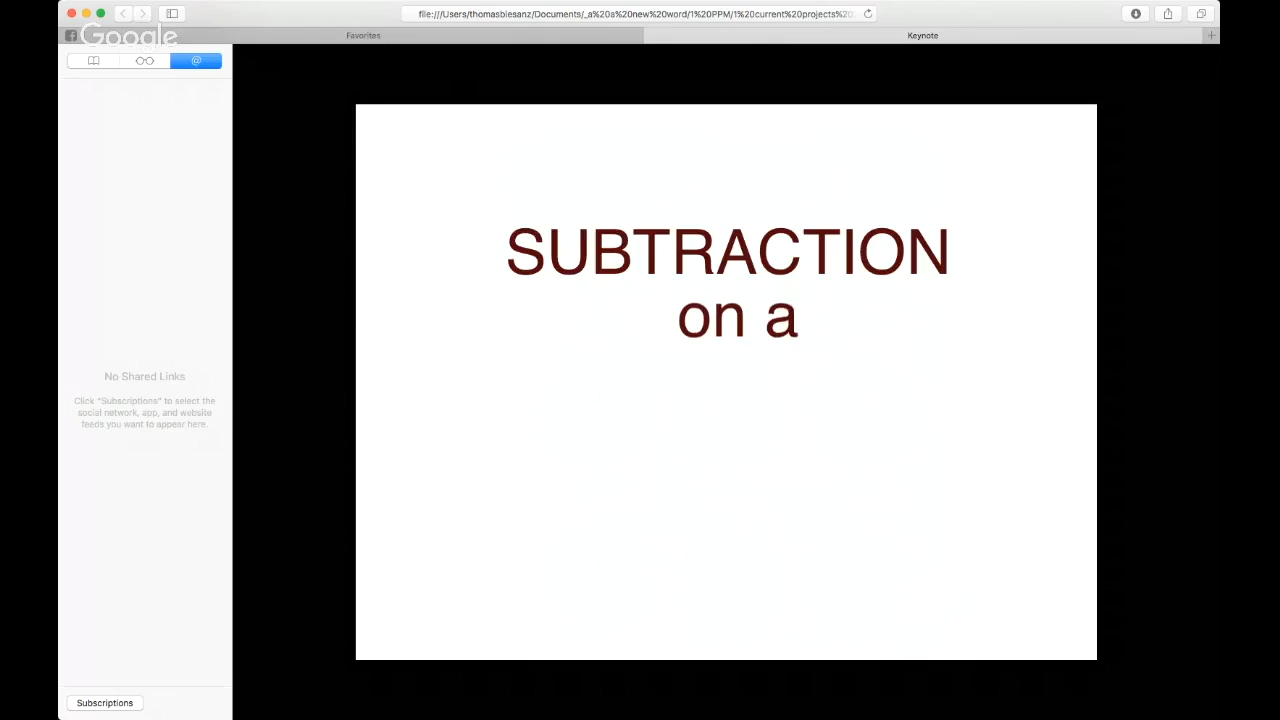 file:///Users/thomasbiesanz/Documents/_a%20a%20new%20word/1%20PPM/1%20current%20projects%20.
Google
Favorites
Keynote
@
No Shared Links
Click "Subscriptions" to select the
social network, app, and website
feeds you want to appear here.
SUBTRACTION
on a
Subscriptions